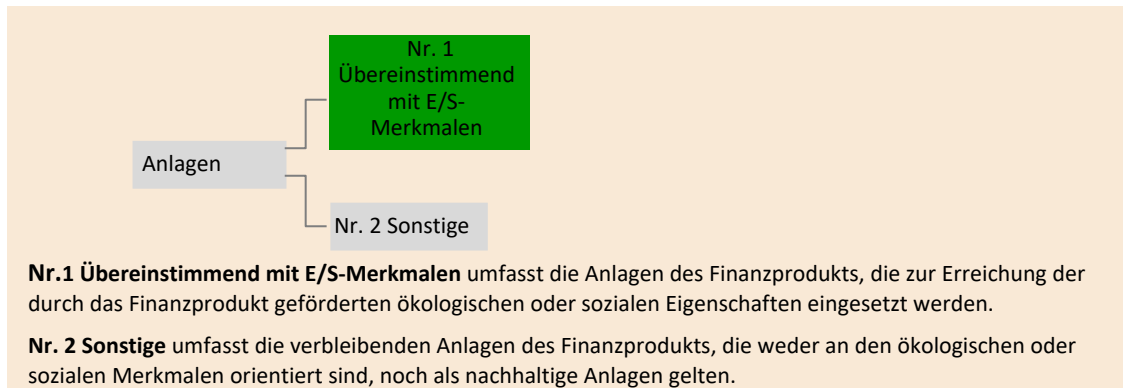 Nr. 1
Übereinstimmend
mit E/S-
Merkmalen
Anlagen
Nr. 2 Sonstige
Nr.1 Übereinstimmend mit E/S-Merkmalen umfasst die Anlagen des Finanzprodukts, die zur Erreichung der
durch das Finanzprodukt geförderten ökologischen oder sozialen Eigenschaften eingesetzt werden.
Nr. 2 Sonstige umfasst die verbleibenden Anlagen des Finanzprodukts, die weder an den ökologischen oder
sozialen Merkmalen orientiert sind, noch als nachhaltige Anlagen gelten.